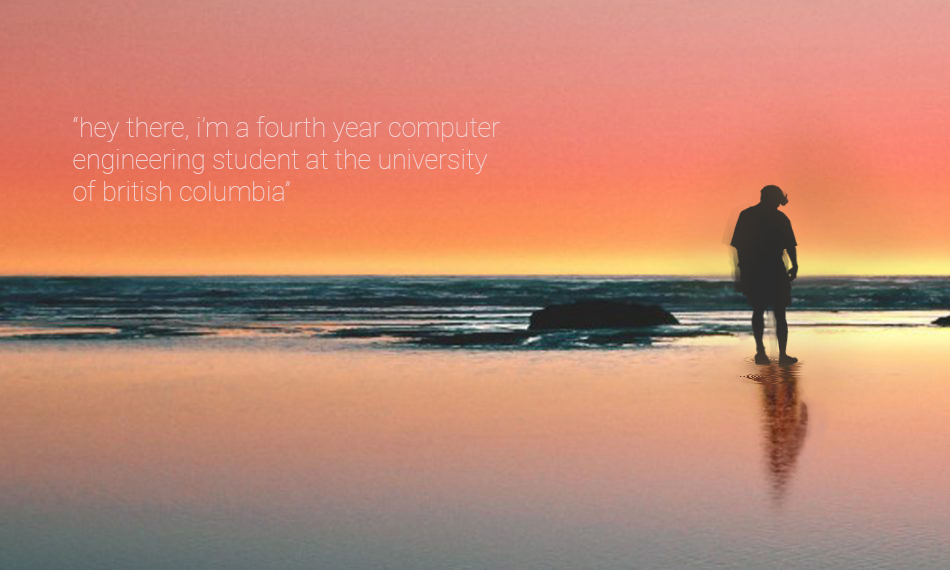 “hey there, i’m a fourth year computer
engineering student at the university
of british columbia”